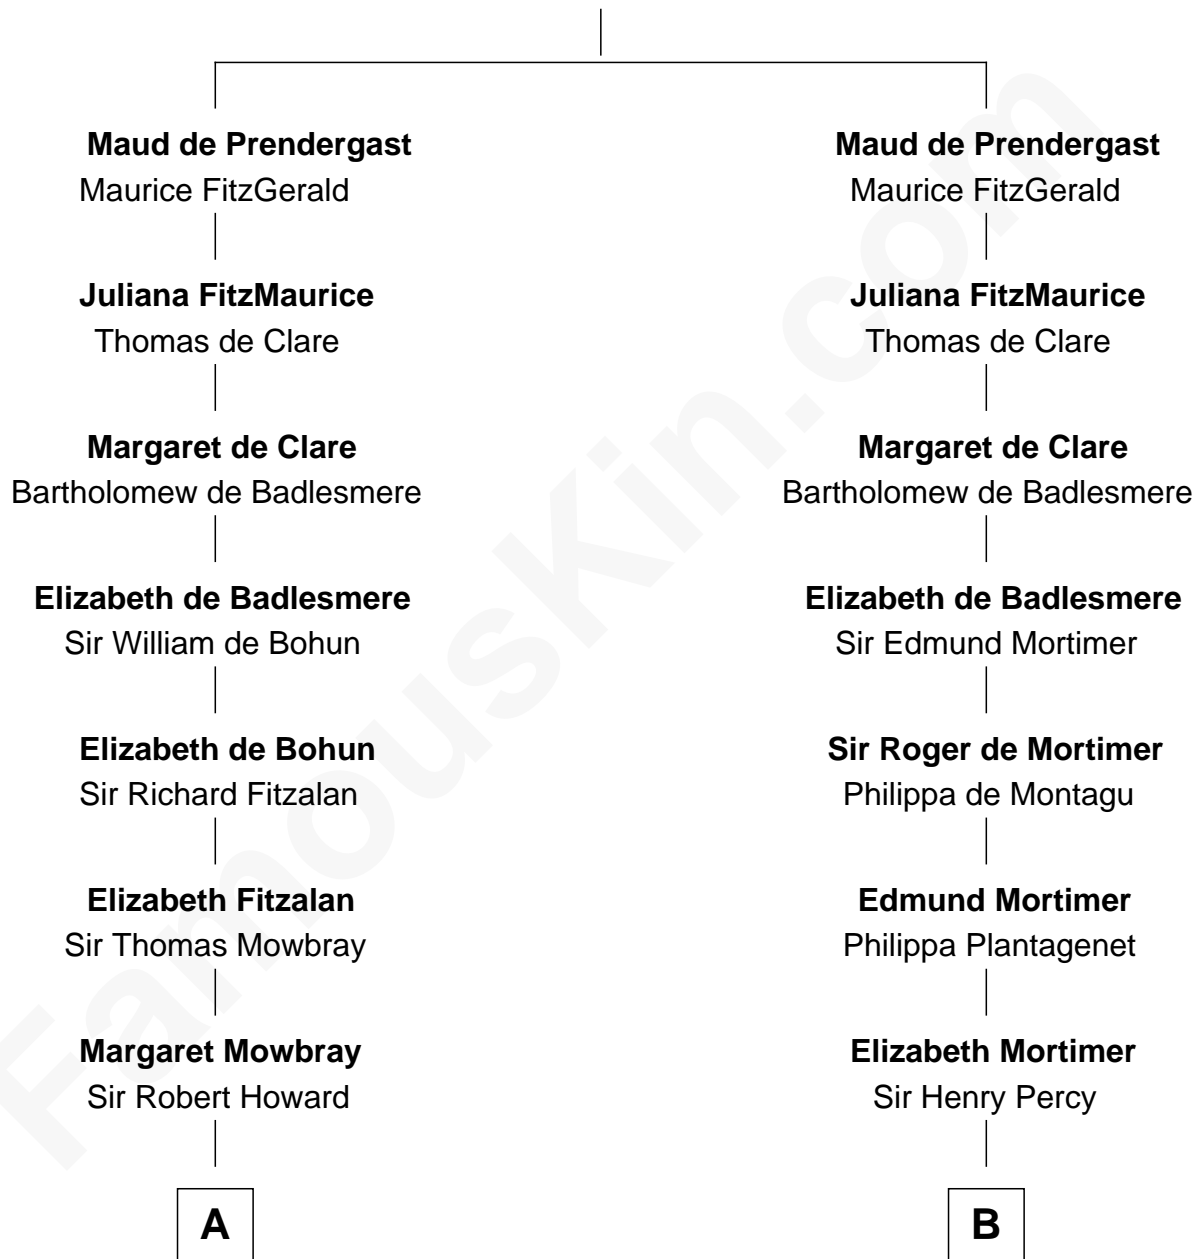 Maud de Prendergast
Maurice FitzGerald
Juliana FitzMaurice
Thomas de Clare
Margaret de Clare
Bartholomew de Badlesmere
Elizabeth de Badlesmere
Sir William de Bohun
Elizabeth de Bohun
Sir Richard Fitzalan
Elizabeth Fitzalan
Sir Thomas Mowbray
Margaret Mowbray
Sir Robert Howard
A
Maud de Prendergast
Maurice FitzGerald
Juliana FitzMaurice
Thomas de Clare
Margaret de Clare
Bartholomew de Badlesmere
Elizabeth de Badlesmere
Sir Edmund Mortimer
Sir Roger de Mortimer
Philippa de Montagu
Edmund Mortimer
Philippa Plantagenet
Elizabeth Mortimer
Sir Henry Percy
B
FamousKin.com